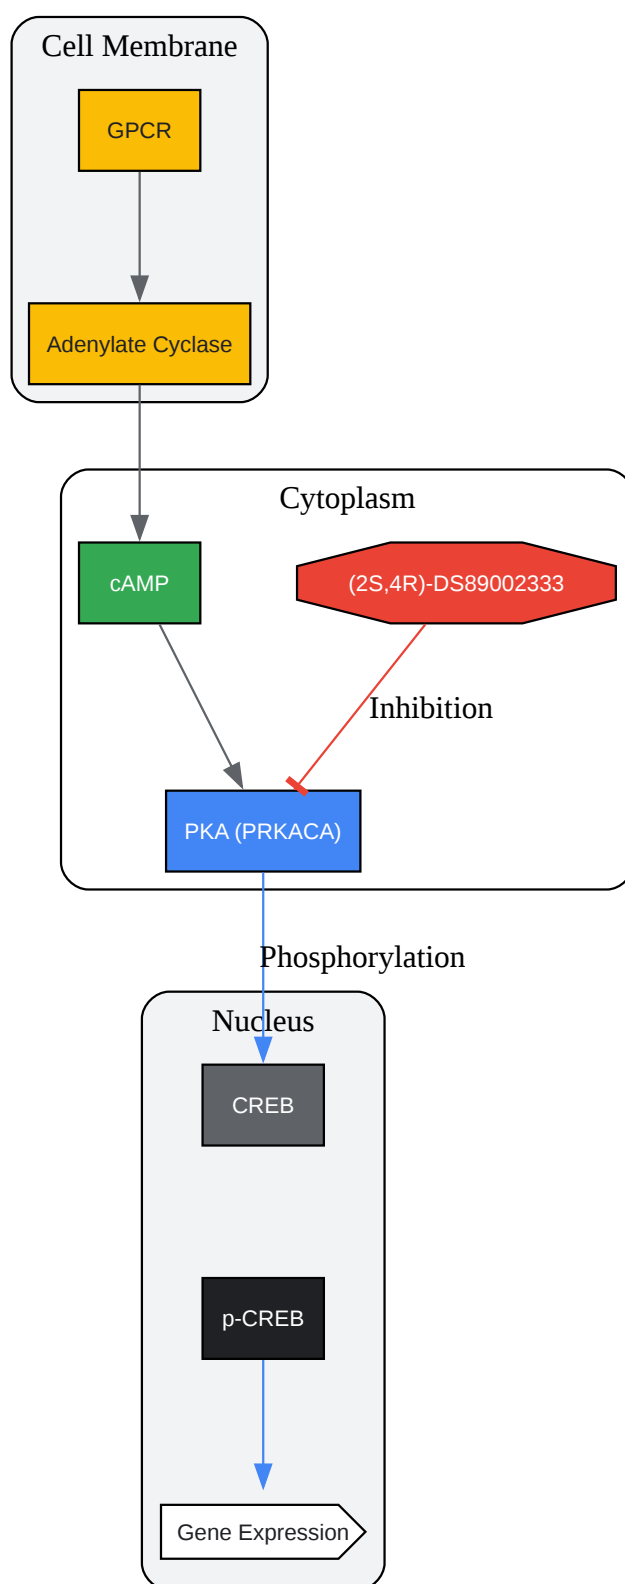 Cell Membrane
GPCR
Adenylate Cyclase
Cytoplasm
cAMP
(2S,4R)-DS89002333
Inhibition
PKA (PRKACA)
Phosphorylation
Nucleus
CREB
p-CREB
Gene Expression